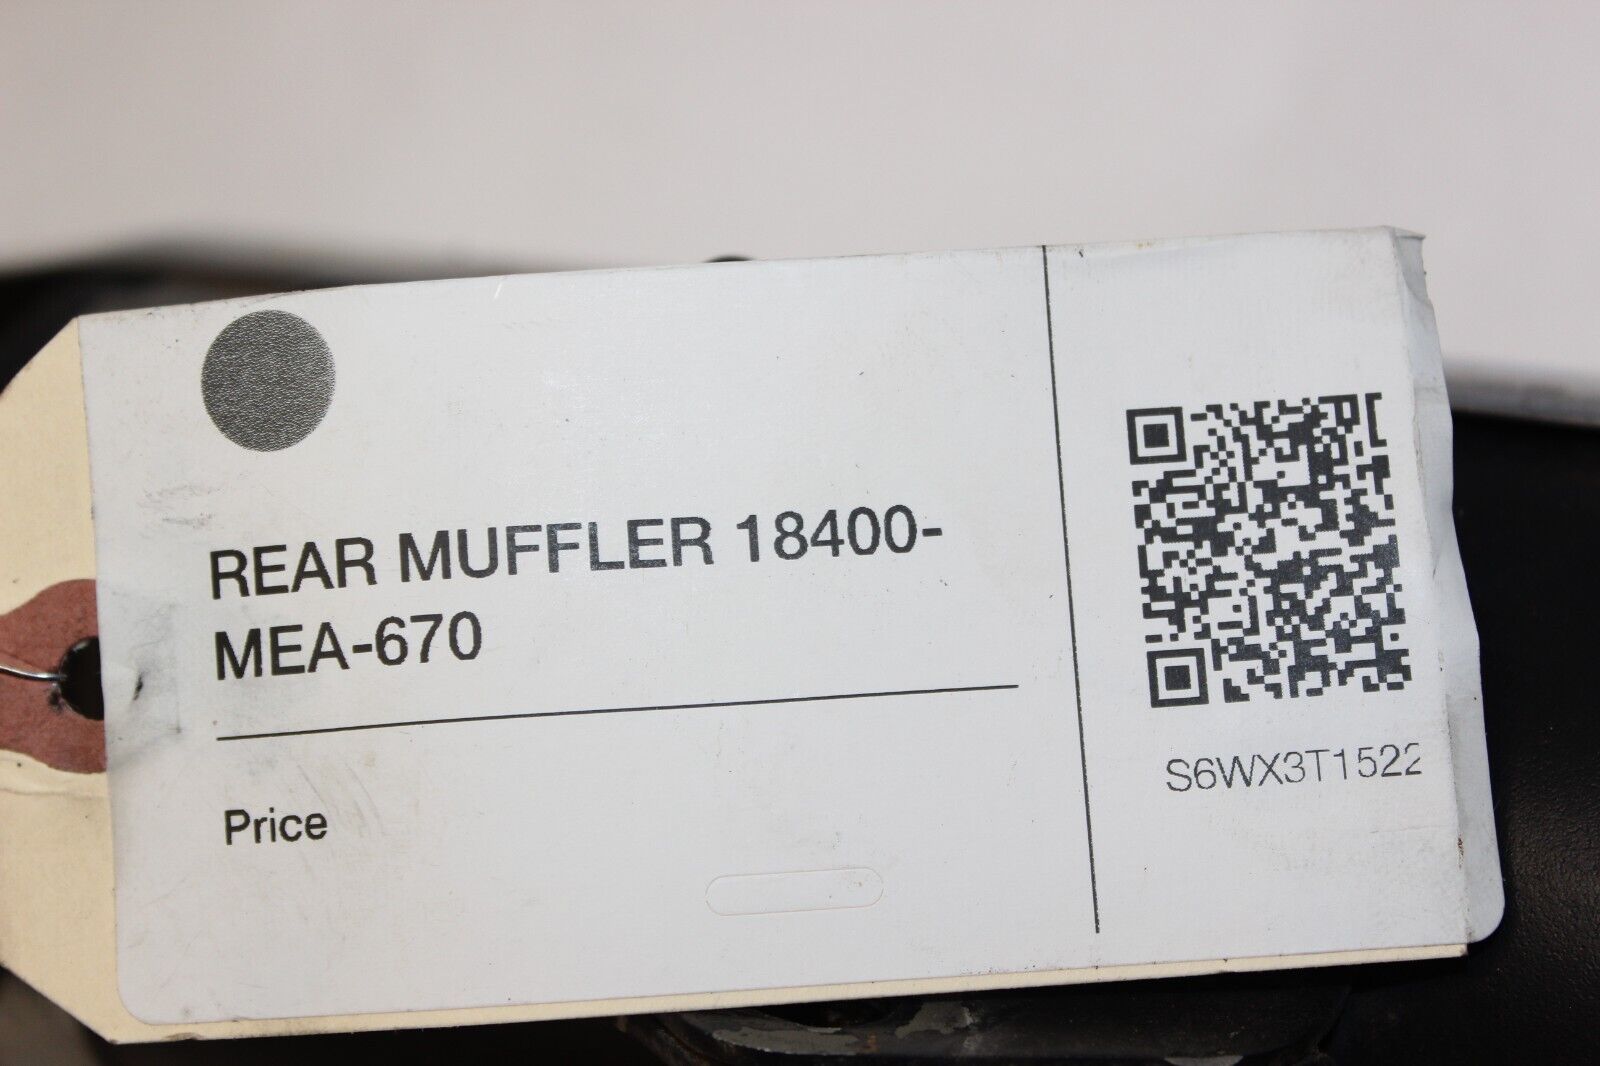 REAR MUFFLER 18400-
MEA-670
Price
S6WX3T1522